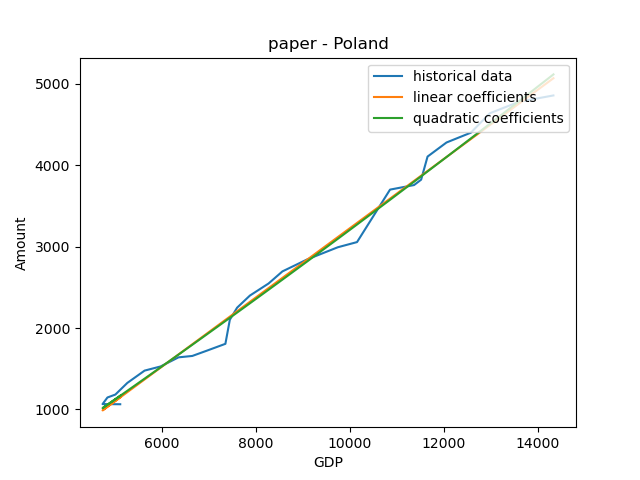 paper - Poland
historical data
linear coefficients
quadratic coefficients
Amount
5000
4000
3000
2000
1000
6000 8000 10000 12000 14000
GDP